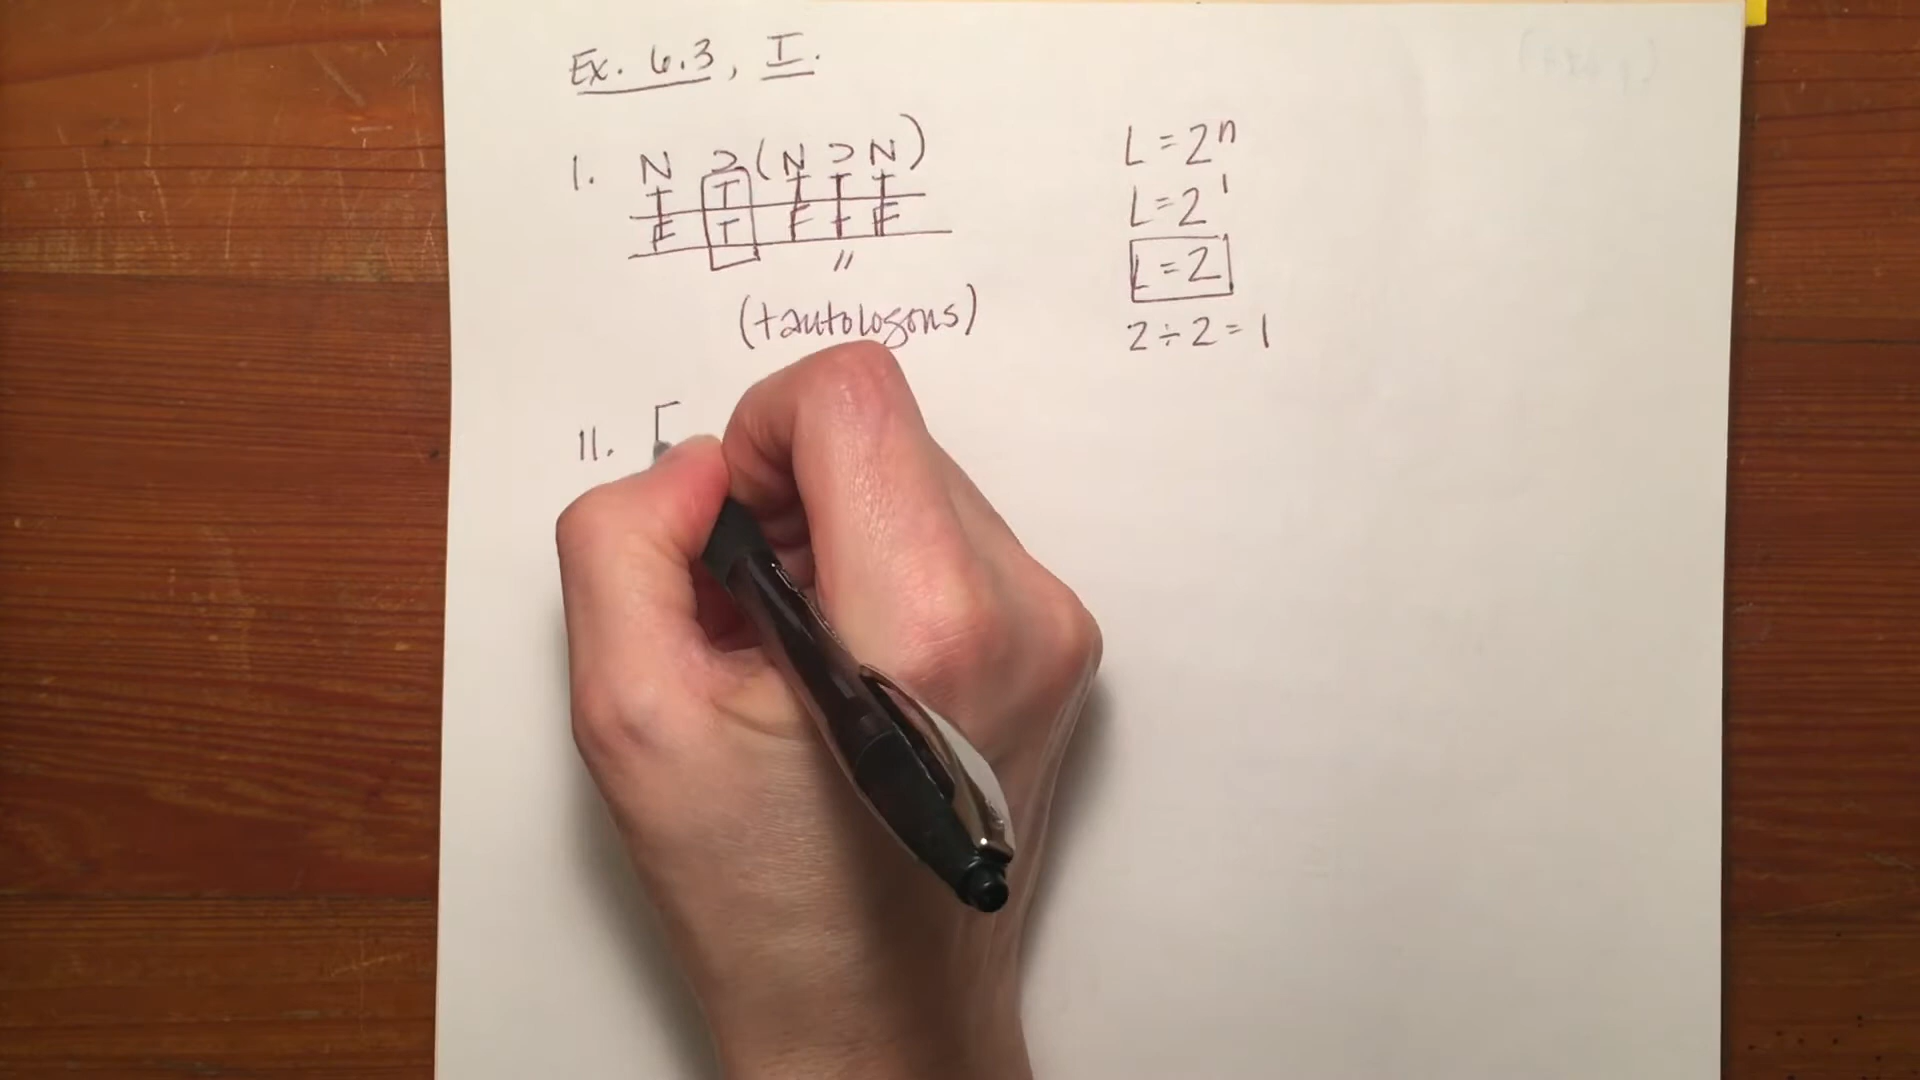 Ex. 6.3, I.
1. N ⊃ (N ⊃ N)
T T T T T
F T F T F
"
(tautologous)
L = 2ⁿ
L = 2¹
L = 2
2 ÷ 2 = 1
11. [